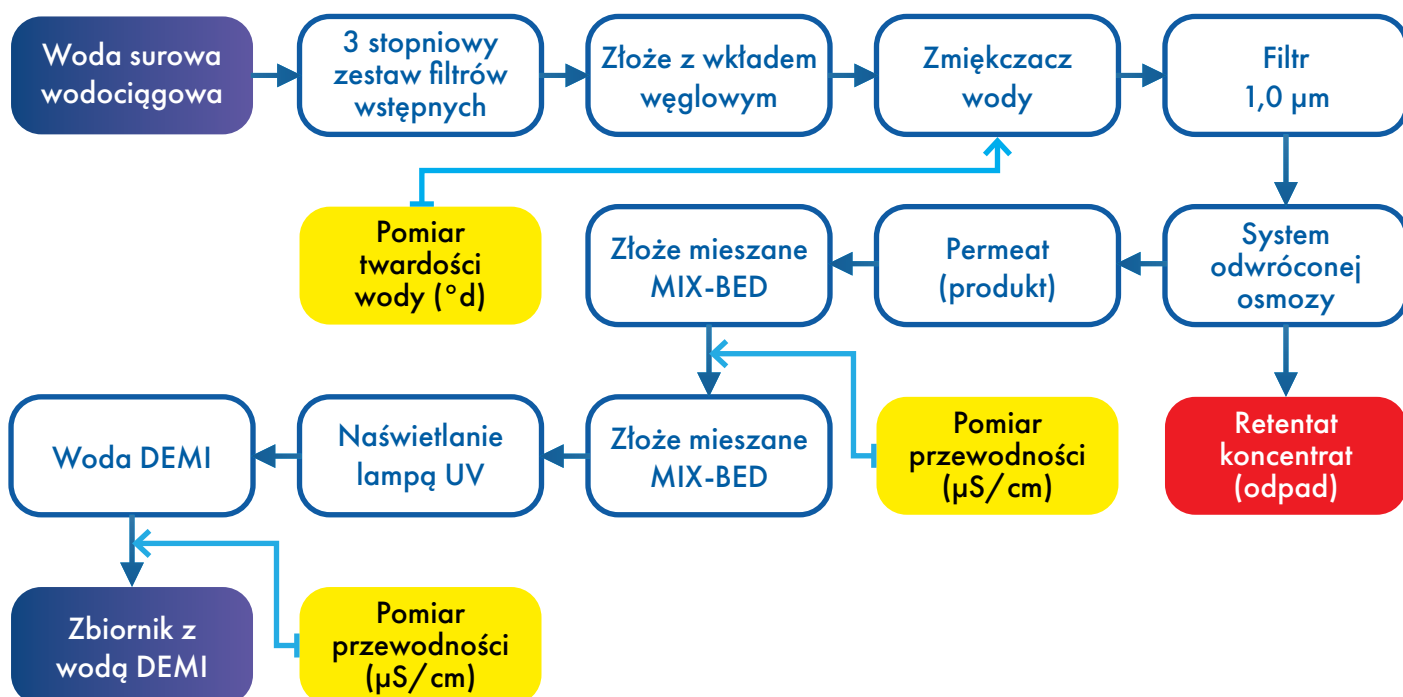 Woda surowa
wodociągowa
3 stopniowy
zestaw filtrów
wstępnych
Złoże z wkładem
węglowym
Zmiękczacz
wody
Filtr
1,0 µm
Pomiar
twardości
wody (°d)
Złoże mieszane
MIX-BED
Permeat
(produkt)
System
odwróconej
osmozy
Woda DEMI
Naświetlanie
lampą UV
Złoże mieszane
MIX-BED
Pomiar
przewodności
(µS/cm)
Retentat
koncentrat
(odpad)
Zbiornik z
wodą DEMI
Pomiar
przewodności
(µS/cm)